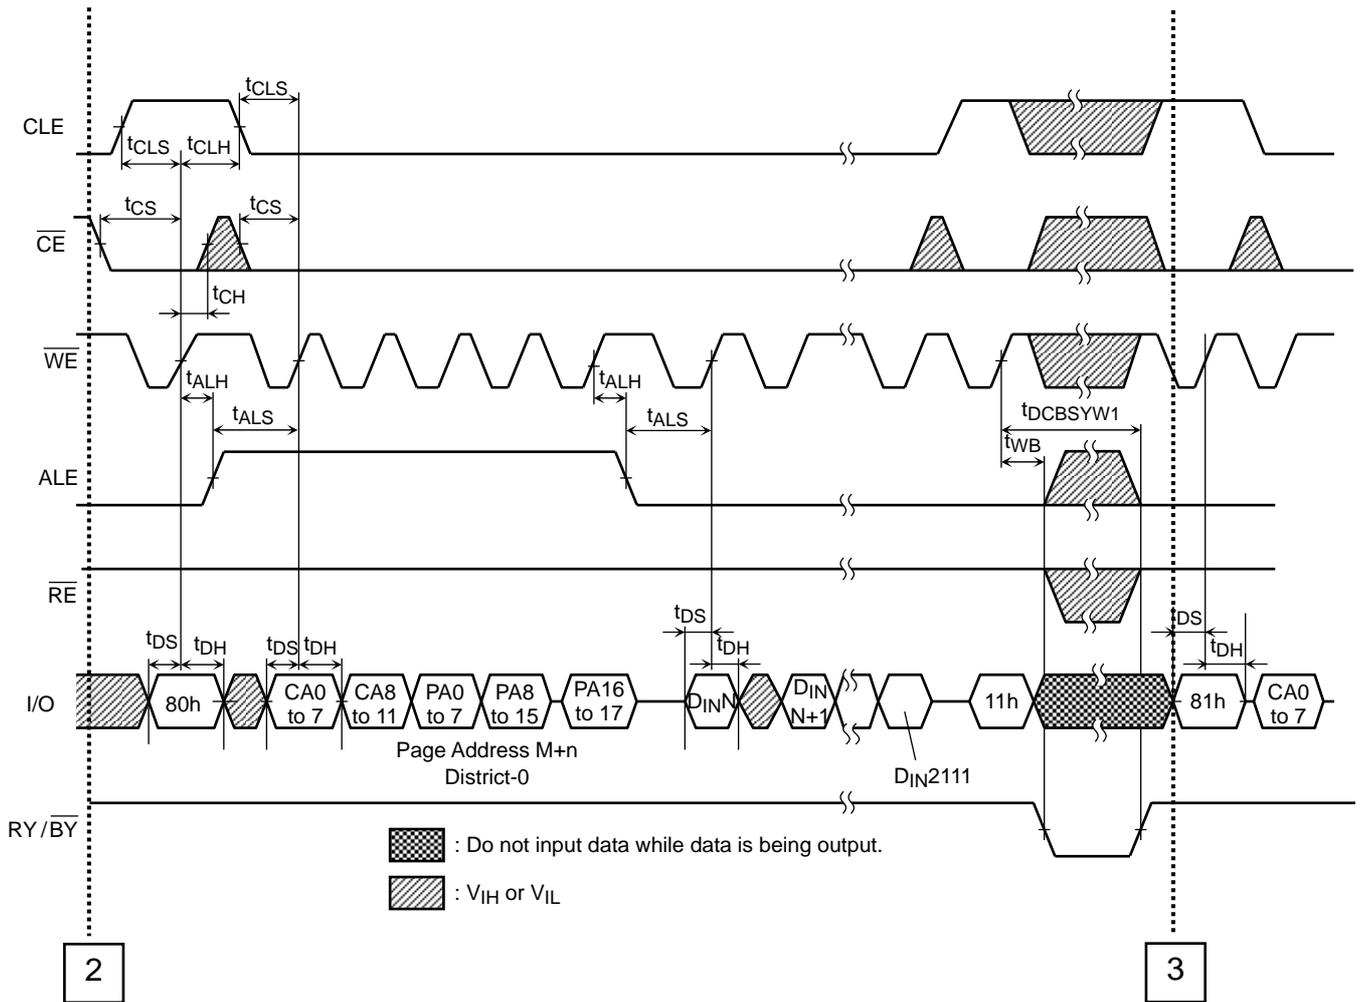 tCLS
CLE
tCLS
tCLH
tCS
tCS
CE
tCH
WE
tALH
tALH
tDCBSYW1
tALS
tALS
tWB
ALE
RE
tDS
tDH
tDS
tDH
tDS
tDH
DS
tDH
I/O
80h
CA0
to 7
CA8
to 11
PA0
to 7
PA8
to 15
PA16
to 17
DINN
DIN
N+1
11h
81h
CA0
to 7
Page Address M+n
District-0
DIN2111
RY/BY
: Do not input data while data is being output.
: VIH or VIL
2
3